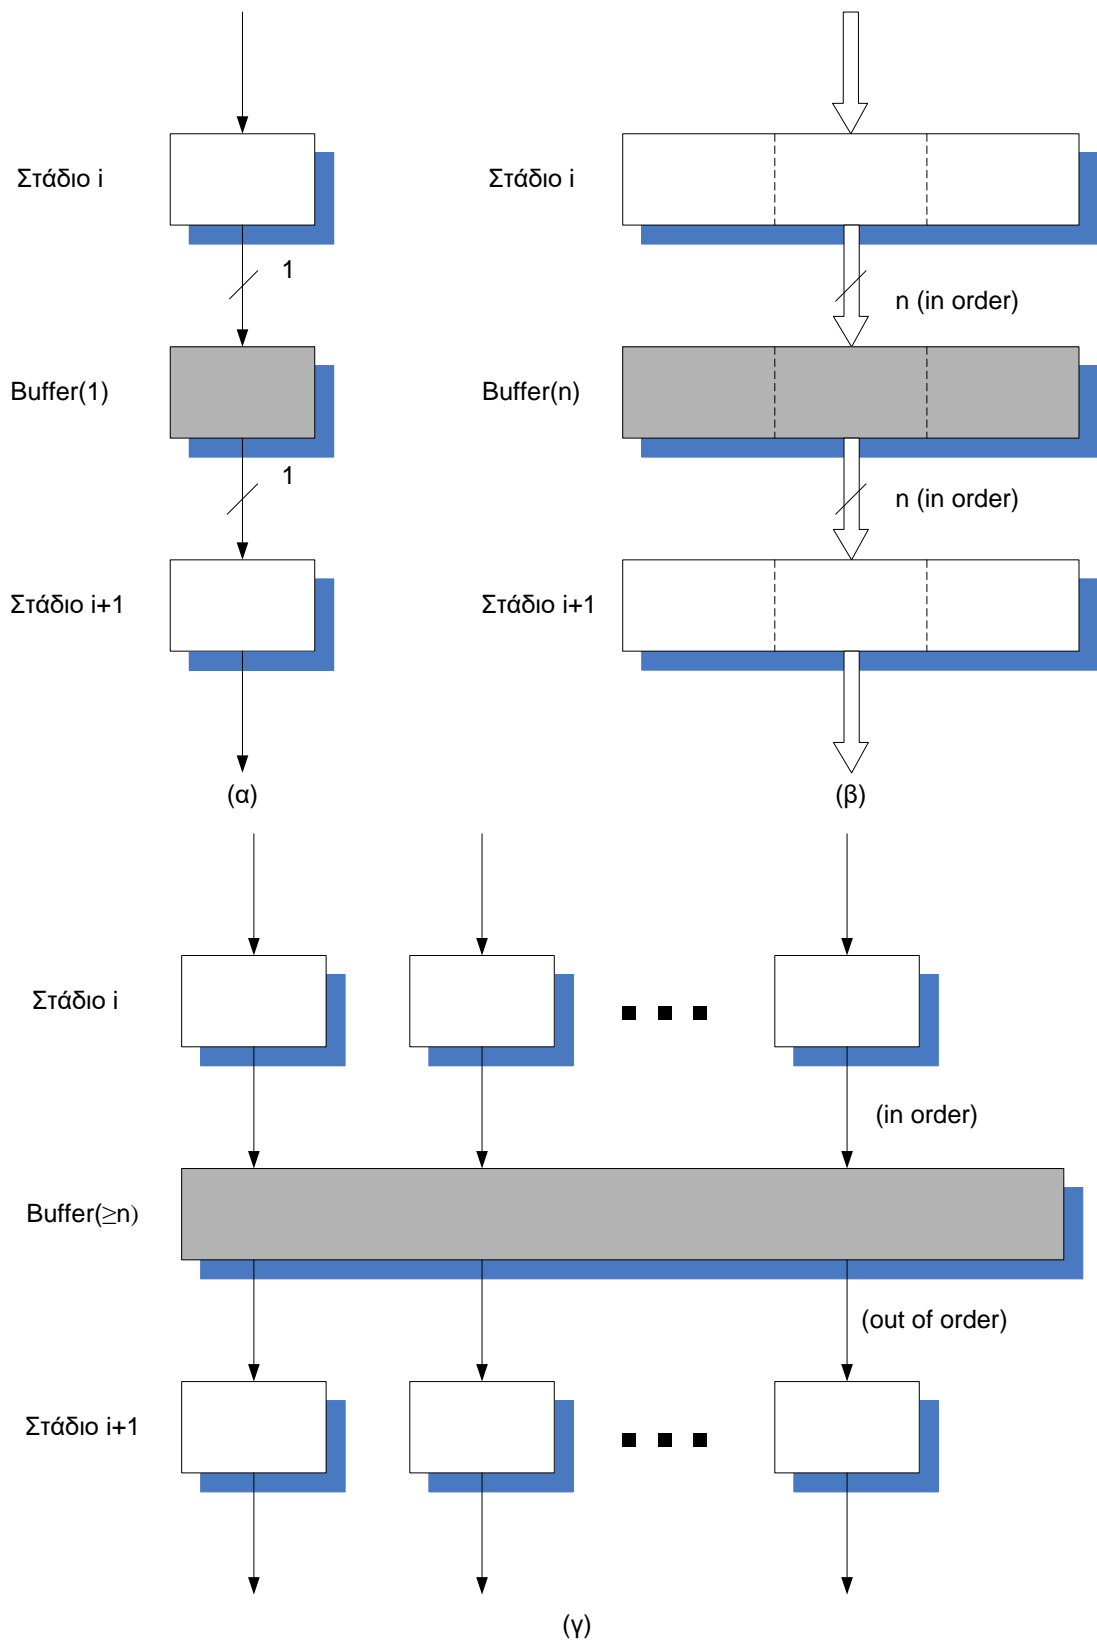 Στάδιο i
Στάδιο i
1
n (in order)
Buffer(1)
Buffer(n)
1
n (in order)
Στάδιο i+1
Στάδιο i+1
(α)
(β)
Στάδιο i
(in order)
Buffer(≥n)
(out of order)
Στάδιο i+1
(γ)